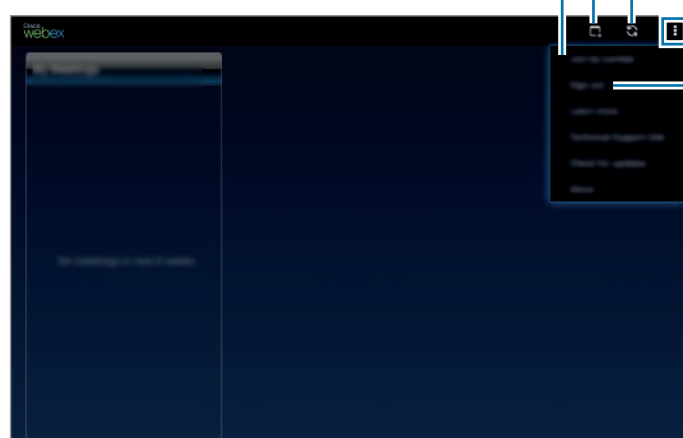 cisco
webex
My Meetings
Join by number
Sign out
Learn more
Technical Support Site
Check for updates
About
No meetings in next 6 weeks